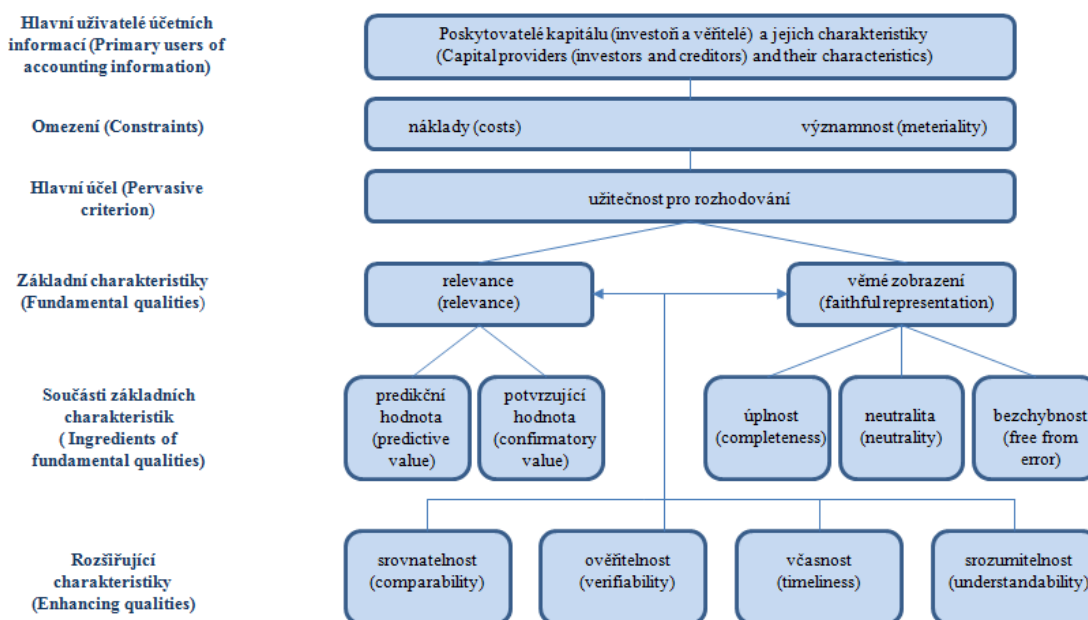 Hlavní uživatelé účetních
informací (Primary users of
accounting information)
Poskytovatelé kapitálu (investoři a věřitelé) a jejich charakteristiky
(Capital providers (investors and creditors) and their characteristics)
Omezení (Constraints)
náklady (costs)
významnost (meteriality)
Hlavní účel (Pervasive
criterion)
užitečnost pro rozhodování
Základní charakteristiky
(Fundamental qualities)
relevance
(relevance)
věrné zobrazení
(faithful representation)
Součásti základních
charakteristik
( Ingredients of
fundamental qualities)
predikční
hodnota
(predictive
value)
potvrzující
hodnota
(confirmatory
value)
úplnost
(completeness)
neutralita
(neutrality)
bezchybnost
(free from
error)
Rozšiřující
charakteristiky
(Enhancing qualities)
srovnatelnost
(comparability)
ověřitelnost
(verifiability)
včasnost
(timeliness)
srozumitelnost
(understandability)